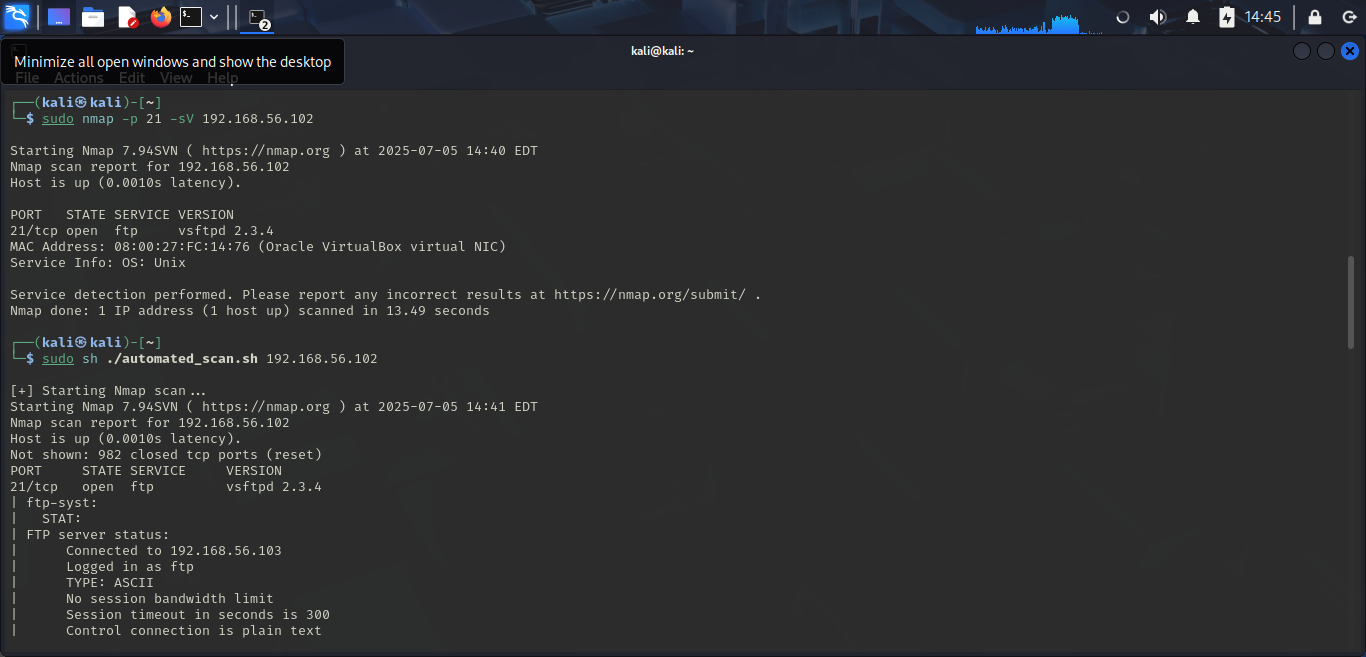 2
14:45
kali@kali: ~
Minimize all open windows and show the desktop
File Actions Edit View Help
┌──(kali㉿kali)-[~]
└─$ sudo nmap -p 21 -sV 192.168.56.102
Starting Nmap 7.94SVN ( https://nmap.org ) at 2025-07-05 14:40 EDT
Nmap scan report for 192.168.56.102
Host is up (0.0010s latency).
PORT   STATE SERVICE VERSION
21/tcp open  ftp     vsftpd 2.3.4
MAC Address: 08:00:27:FC:14:76 (Oracle VirtualBox virtual NIC)
Service Info: OS: Unix
Service detection performed. Please report any incorrect results at https://nmap.org/submit/ .
Nmap done: 1 IP address (1 host up) scanned in 13.49 seconds
┌──(kali㉿kali)-[~]
└─$ sudo sh ./automated_scan.sh 192.168.56.102
[+] Starting Nmap scan...
Starting Nmap 7.94SVN ( https://nmap.org ) at 2025-07-05 14:41 EDT
Nmap scan report for 192.168.56.102
Host is up (0.0010s latency).
Not shown: 982 closed tcp ports (reset)
PORT     STATE SERVICE     VERSION
21/tcp   open  ftp         vsftpd 2.3.4
| ftp-syst:
|   STAT:
| FTP server status:
|      Connected to 192.168.56.103
|      Logged in as ftp
|      TYPE: ASCII
|      No session bandwidth limit
|      Session timeout in seconds is 300
|      Control connection is plain text